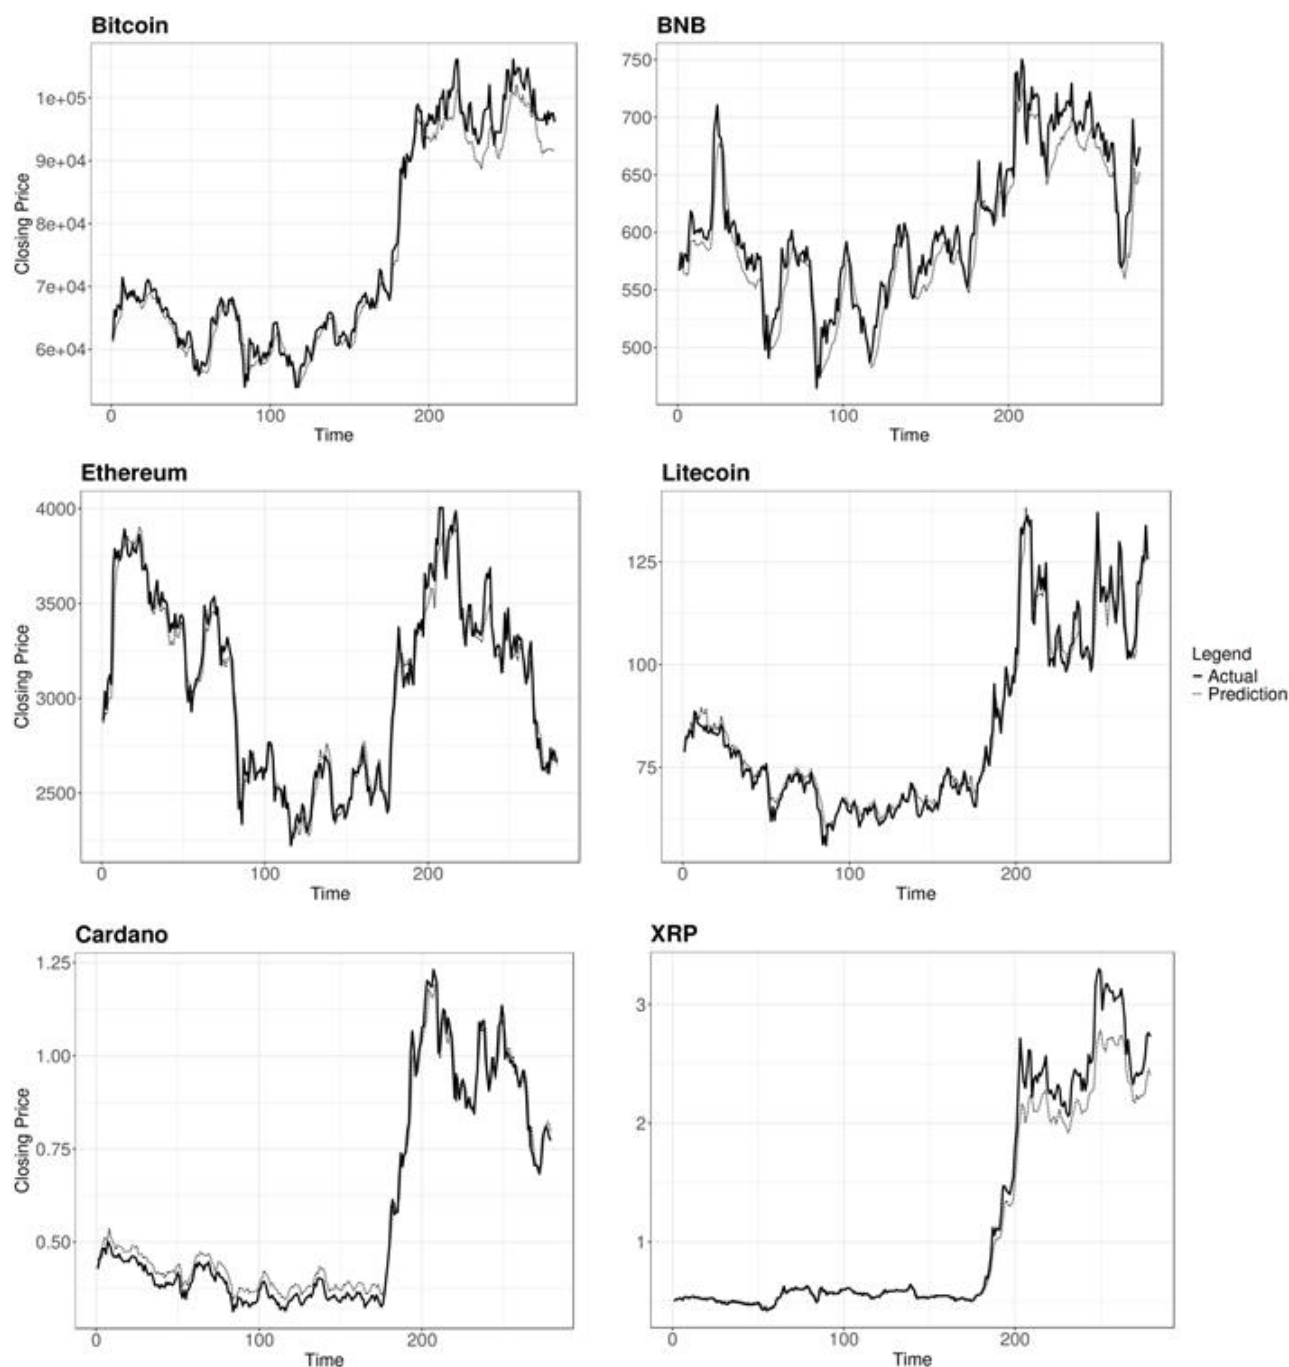 Bitcoin
BNB
Closing Price
1e+05
9e+04
8e+04
7e+04
6e+04
0
100
200
Time
750
700
650
600
550
500
0
100
200
Time
Ethereum
Litecoin
Closing Price
4000
3500
3000
2500
0
100
200
Time
125
100
75
0
100
200
Time
Legend
Actual
Prediction
Cardano
XRP
Closing Price
1.25
1.00
0.75
0.50
0
100
200
Time
3
2
1
0
100
200
Time